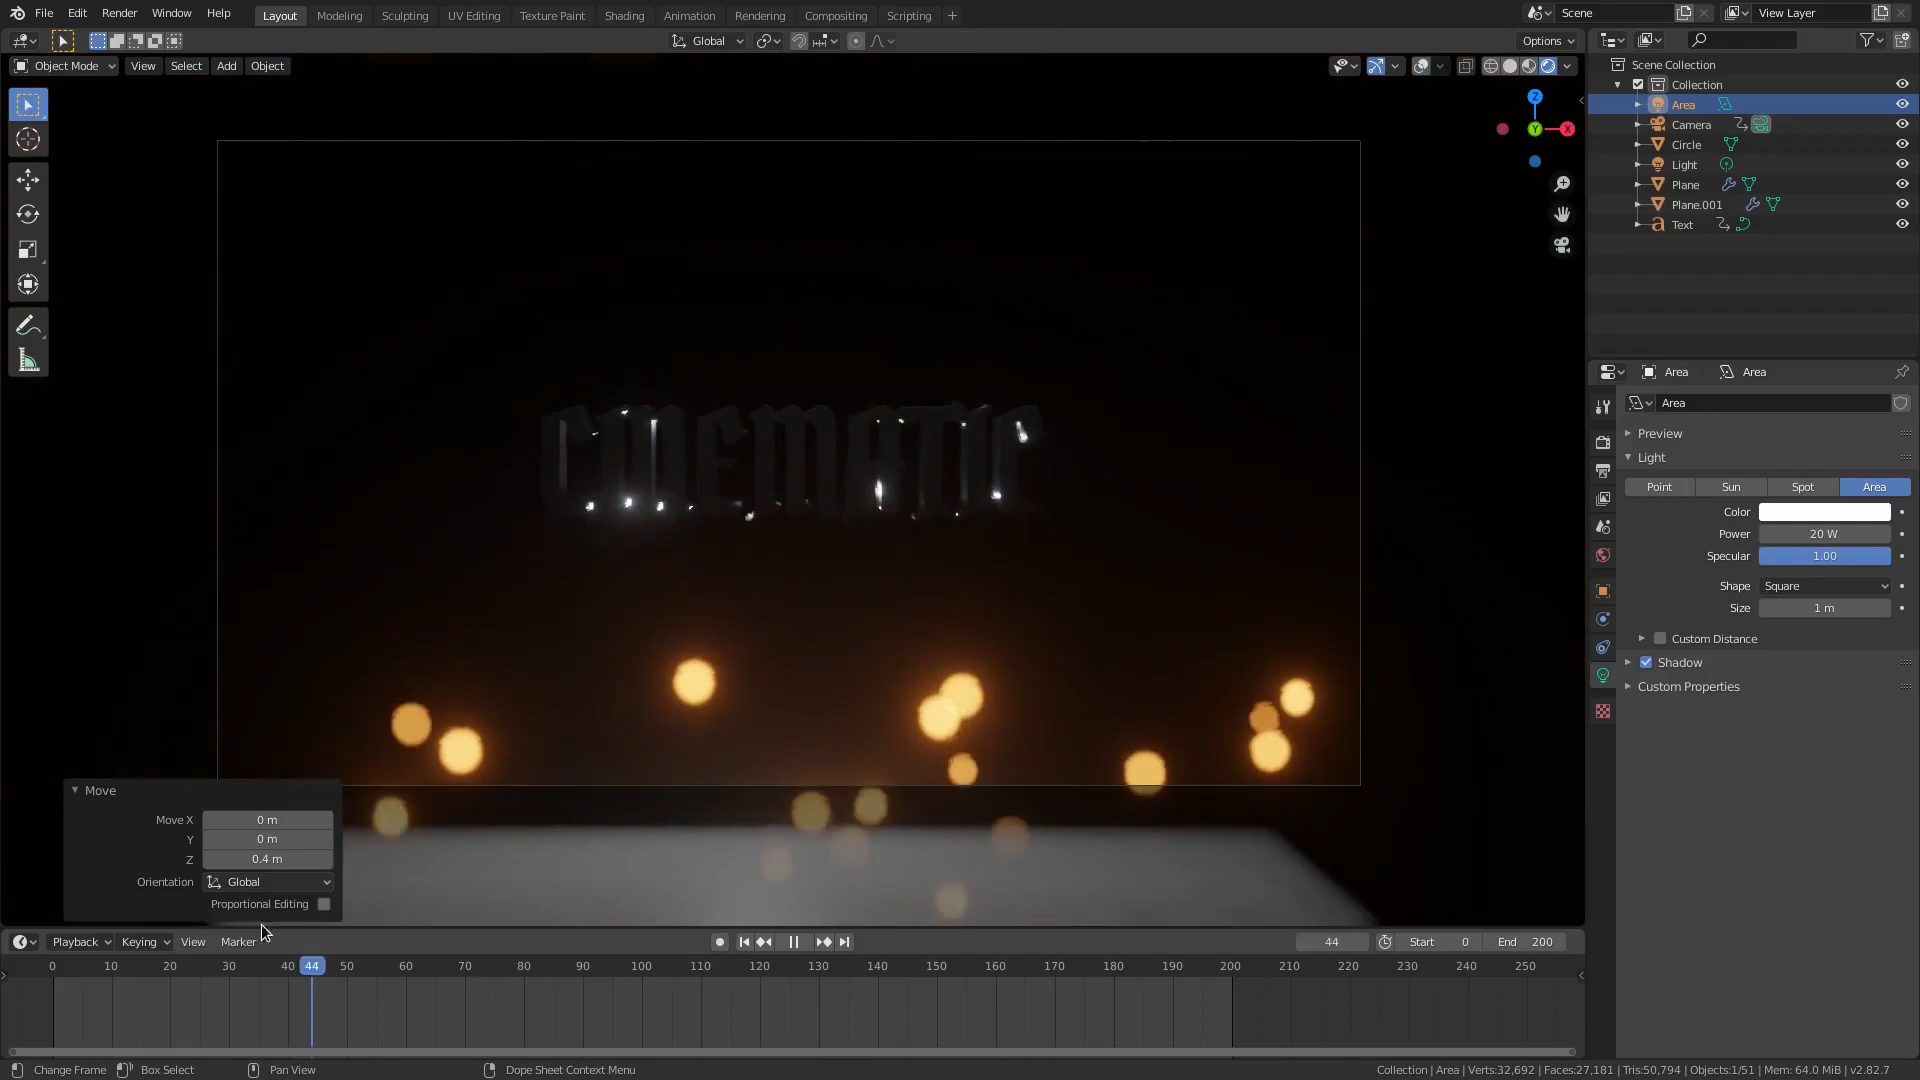 File Edit Render Window Help Layout Modeling Sculpting UV Editing Texture Paint Shading Animation Rendering Compositing Scripting + Scene View Layer
Global Options
Object Mode View Select Add Object
Z
Y X
CINEMATIC
Scene Collection
Collection
Area
Camera
Circle
Light
Plane
Plane.001
Text
Area Area
Area
Preview
Light
Point Sun Spot Area
Color
Power 20 W
Specular 1.00
Shape Square
Size 1 m
Custom Distance
Shadow
Custom Properties
Move
Move X 0 m
Y 0 m
Z 0.4 m
Orientation Global
Proportional Editing
Playback Keying View Marker 44 Start 0 End 200
0 10 20 30 40 44 50 60 70 80 90 100 110 120 130 140 150 160 170 180 190 200 210 220 230 240 250
Change Frame Box Select Pan View Dope Sheet Context Menu Collection | Area | Verts:32,692 | Faces:27,181 | Tris:50,794 | Objects:1/51 | Mem: 64.0 MiB | v2.82.7